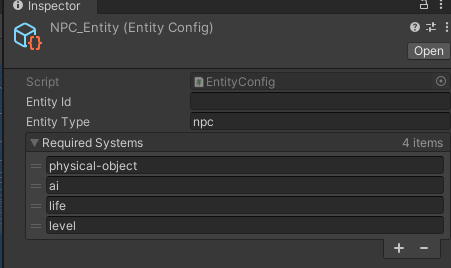 Inspector
NPC_Entity (Entity Config)
Open
Script EntityConfig
Entity Id
Entity Type npc
Required Systems 4 items
physical-object
ai
life
level